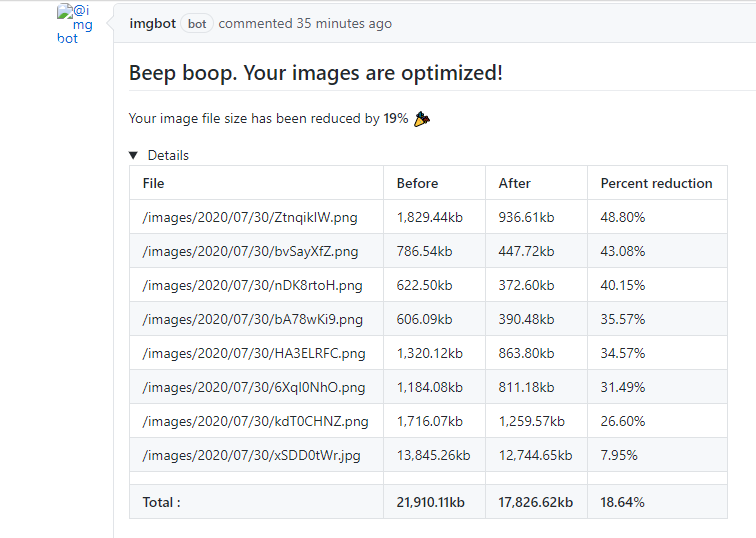 @i
mg
bot
imgbot bot commented 35 minutes ago
Beep boop. Your images are optimized!
Your image file size has been reduced by 19% 🎉
▼ Details
File Before After Percent reduction
/images/2020/07/30/ZtnqikIW.png 1,829.44kb 936.61kb 48.80%
/images/2020/07/30/bvSayXfZ.png 786.54kb 447.72kb 43.08%
/images/2020/07/30/nDK8rtoH.png 622.50kb 372.60kb 40.15%
/images/2020/07/30/bA78wKi9.png 606.09kb 390.48kb 35.57%
/images/2020/07/30/HA3ELRFC.png 1,320.12kb 863.80kb 34.57%
/images/2020/07/30/6XqI0NhO.png 1,184.08kb 811.18kb 31.49%
/images/2020/07/30/kdT0CHNZ.png 1,716.07kb 1,259.57kb 26.60%
/images/2020/07/30/xSDD0tWr.jpg 13,845.26kb 12,744.65kb 7.95%
Total : 21,910.11kb 17,826.62kb 18.64%